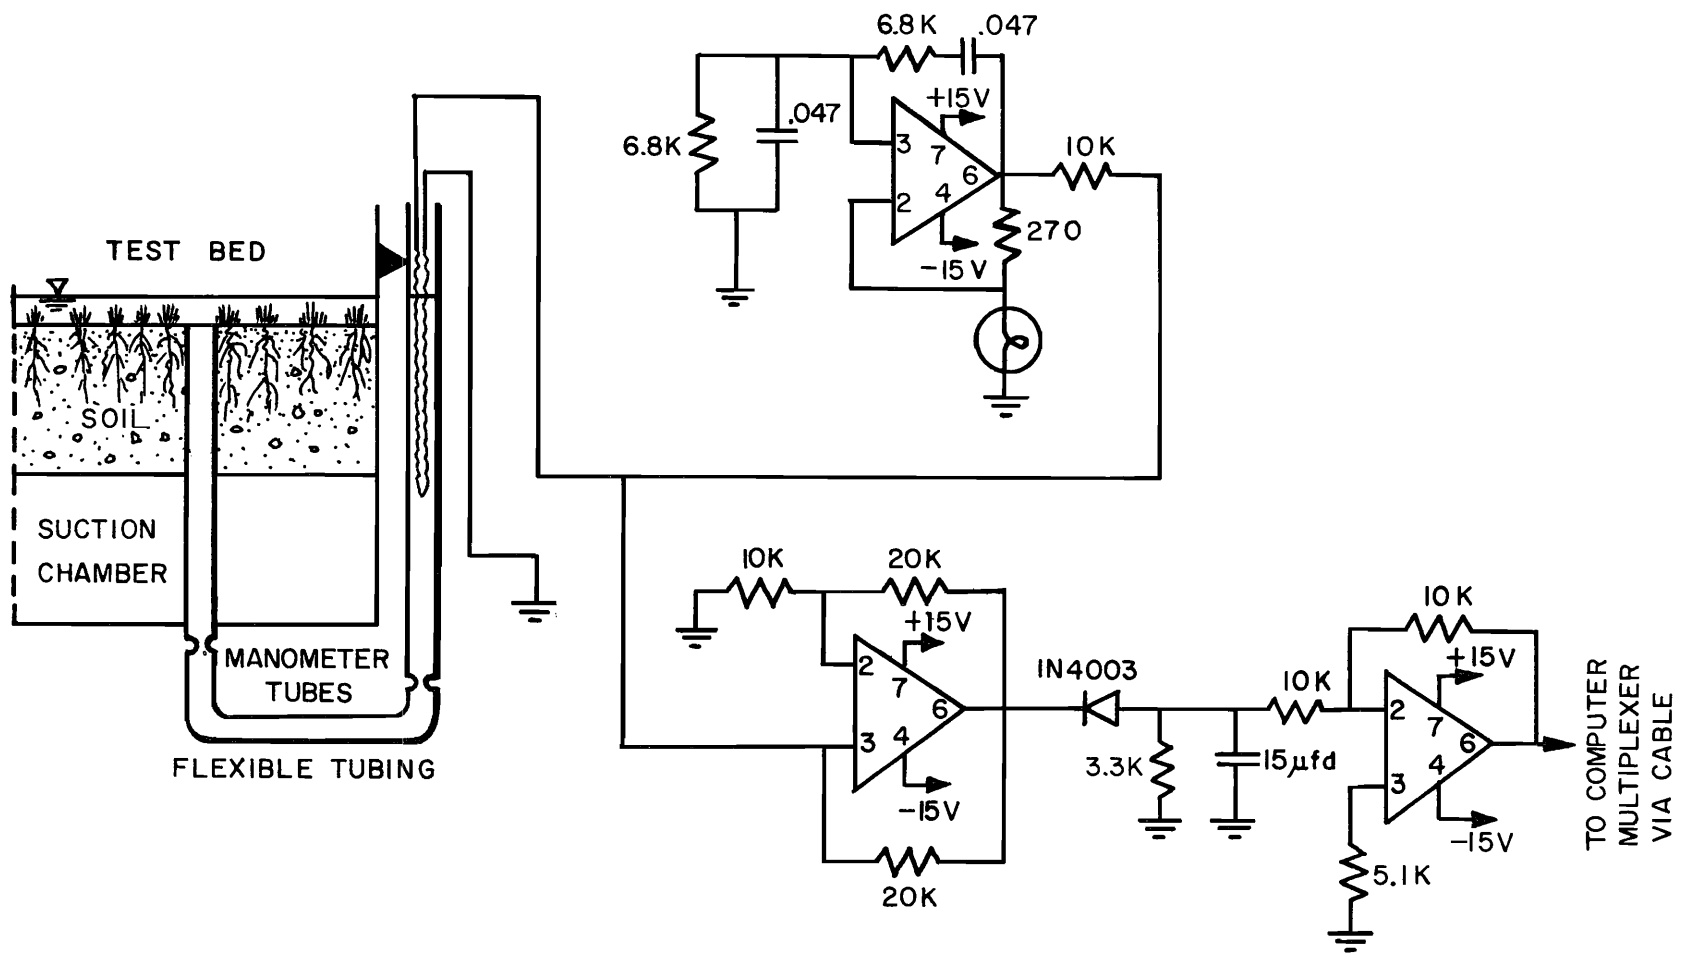 6.8K
.047
6.8K
.047
+15V
3
7
6
2
4
-15V
10K
270
TEST BED
SOIL
SUCTION
CHAMBER
MANOMETER
TUBES
FLEXIBLE TUBING
10K
20K
+15V
2
7
6
3
4
-15V
20K
1N4003
3.3K
15µfd
10K
10K
+15V
2
7
6
3
4
-15V
5.1K
TO COMPUTER
MULTIPLEXER
VIA CABLE